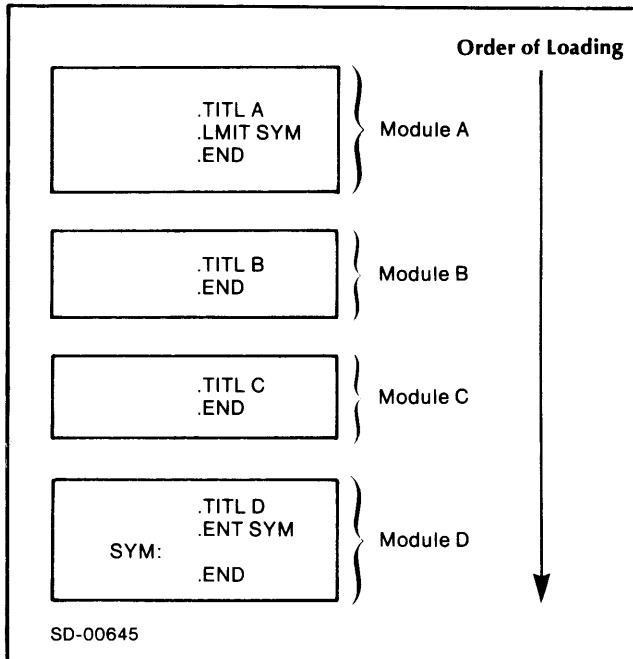 Order of Loading
.TITL A
.LMIT SYM
.END
Module A
.TITL B
.END
Module B
.TITL C
.END
Module C
.TITL D
.ENT SYM
SYM:
.END
Module D
SD-00645